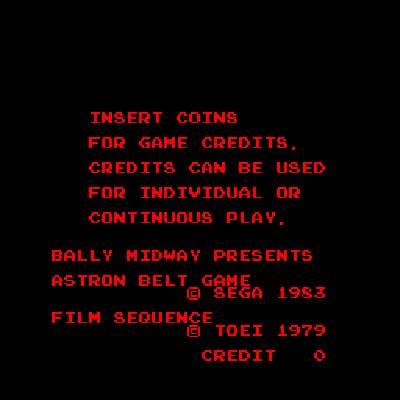 INSERT COINS
FOR GAME CREDITS.
CREDITS CAN BE USED
FOR INDIVIDUAL OR
CONTINUOUS PLAY.
BALLY MIDWAY PRESENTS
ASTRON BELT GAME
© SEGA 1983
FILM SEQUENCE
© TOEI 1979
CREDIT 0